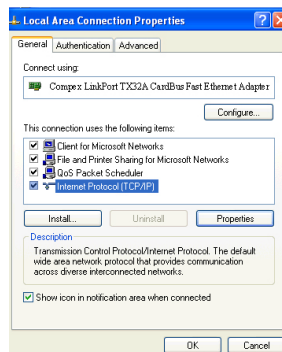 Local Area Connection Properties
General Authentication Advanced
Connect using:
Compex LinkPort TX32A CardBus Fast Ethernet Adapter
Configure...
This connection uses the following items:
Client for Microsoft Networks
File and Printer Sharing for Microsoft Networks
QoS Packet Scheduler
Internet Protocol (TCP/IP)
Install... Uninstall Properties
Description
Transmission Control Protocol/Internet Protocol. The default
wide area network protocol that provides communication
across diverse interconnected networks.
Show icon in notification area when connected
OK Cancel